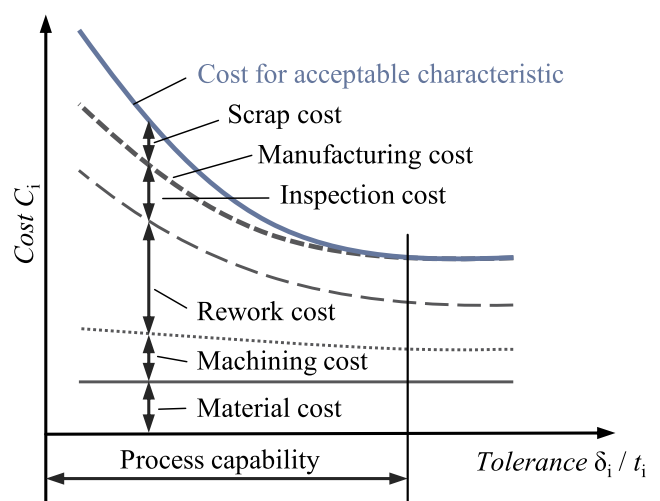 Cost for acceptable characteristic
Scrap cost
Manufacturing cost
Inspection cost
Cost Cᵢ
Rework cost
Machining cost
Material cost
Process capability
Tolerance δᵢ / tᵢ